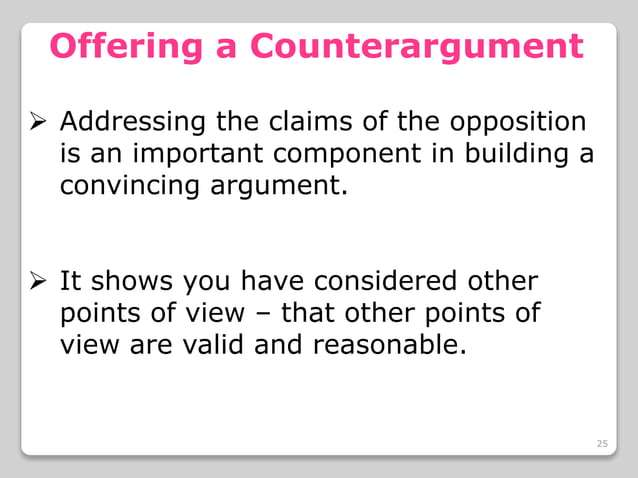 Offering a Counterargument
➢ Addressing the claims of the opposition
is an important component in building a
convincing argument.
➢ It shows you have considered other
points of view – that other points of
view are valid and reasonable.
25